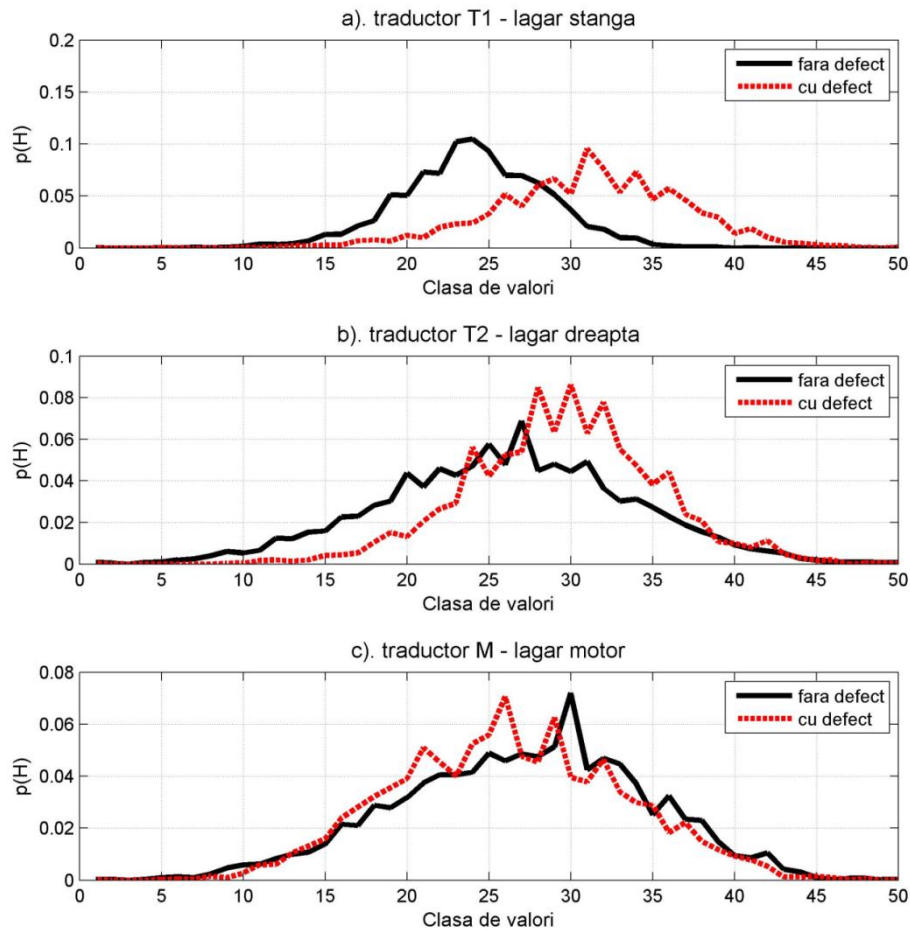 a). traductor T1 - lagar stanga
0.2
0.15
0.1
0.05
0
p(H)
fara defect
cu defect
0 5 10 15 20 25 30 35 40 45 50
Clasa de valori
b). traductor T2 - lagar dreapta
0.1
0.08
0.06
0.04
0.02
0
p(H)
fara defect
cu defect
0 5 10 15 20 25 30 35 40 45 50
Clasa de valori
c). traductor M - lagar motor
0.08
0.06
0.04
0.02
0
p(H)
fara defect
cu defect
0 5 10 15 20 25 30 35 40 45 50
Clasa de valori